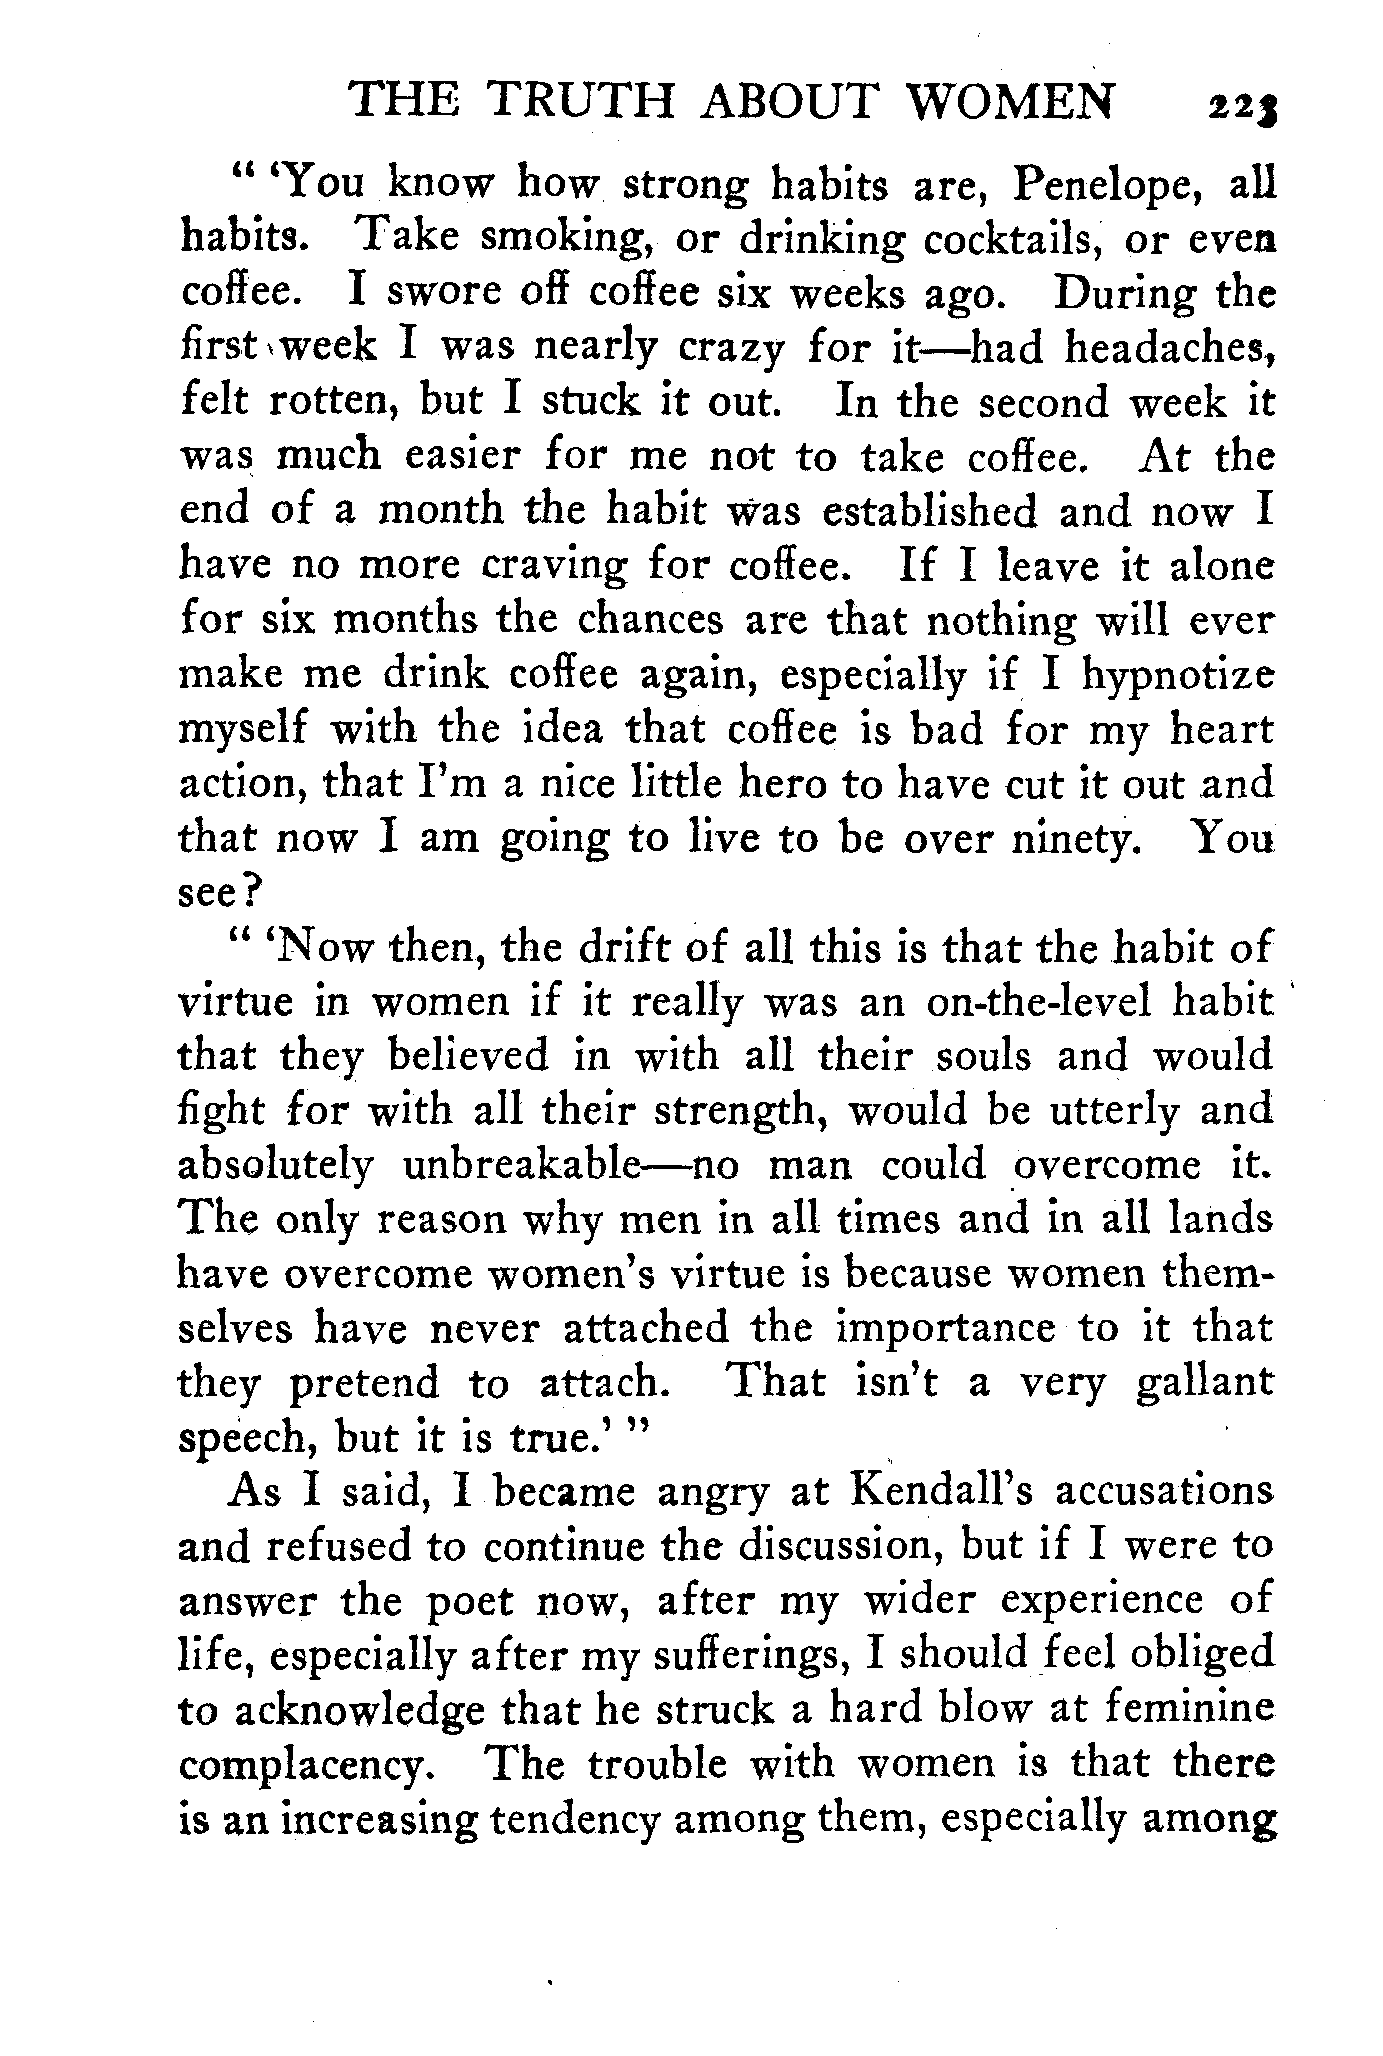 THE TRUTH ABOUT WOMEN 223
" 'You know how strong habits are, Penelope, all
habits. Take smoking, or drinking cocktails, or even
coffee. I swore off coffee six weeks ago. During the
first week I was nearly crazy for it—had headaches,
felt rotten, but I stuck it out. In the second week it
was much easier for me not to take coffee. At the
end of a month the habit was established and now I
have no more craving for coffee. If I leave it alone
for six months the chances are that nothing will ever
make me drink coffee again, especially if I hypnotize
myself with the idea that coffee is bad for my heart
action, that I'm a nice little hero to have cut it out and
that now I am going to live to be over ninety. You
see?
" 'Now then, the drift of all this is that the habit of
virtue in women if it really was an on-the-level habit
that they believed in with all their souls and would
fight for with all their strength, would be utterly and
absolutely unbreakable—no man could overcome it.
The only reason why men in all times and in all lands
have overcome women's virtue is because women them-
selves have never attached the importance to it that
they pretend to attach. That isn't a very gallant
speech, but it is true.' "
As I said, I became angry at Kendall's accusations
and refused to continue the discussion, but if I were to
answer the poet now, after my wider experience of
life, especially after my sufferings, I should feel obliged
to acknowledge that he struck a hard blow at feminine
complacency. The trouble with women is that there
is an increasing tendency among them, especially among